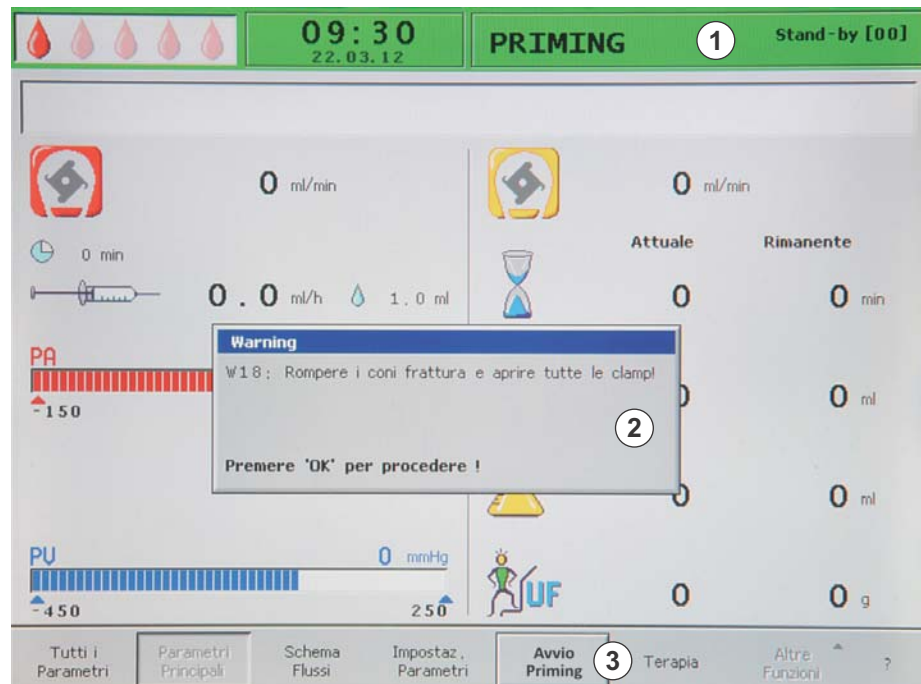 09:30
22.03.12
PRIMING
1
Stand-by [00]
0 ml/min
0 ml/min
0 min
Attuale
Rimanente
0.0 ml/h
1.0 ml
0
0 min
PA
-150
Warning
W18: Rompere i coni frattura e aprire tutte le clamp!
2
Premere 'OK' per procedere !
0
0 ml
0
0 ml
PV
0 mmHg
-450
250
UF
0
0 g
Tutti i
Parametri
Parametri
Principali
Schema
Flussi
Impostaz.
Parametri
Avvio
Priming
3
Terapia
Altre
Funzioni
?